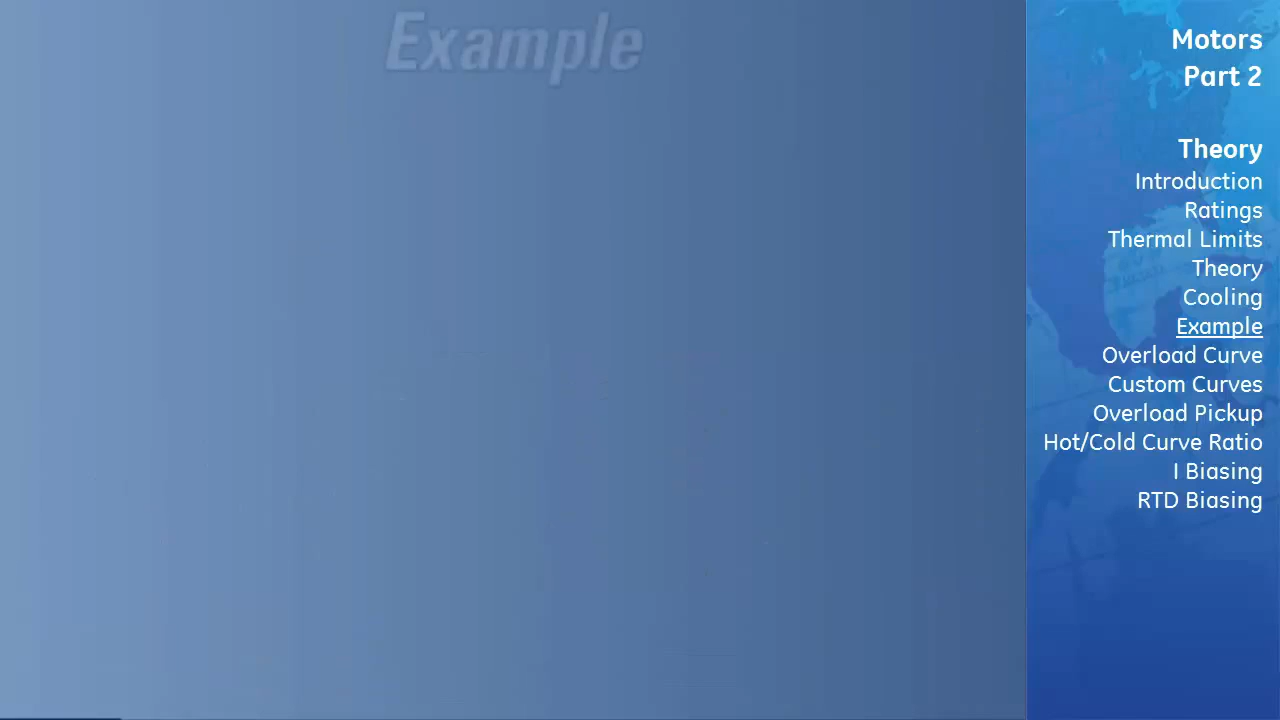 Example
Motors
Part 2
Theory
Introduction
Ratings
Thermal Limits
Theory
Cooling
Example
Overload Curve
Custom Curves
Overload Pickup
Hot/Cold Curve Ratio
I Biasing
RTD Biasing